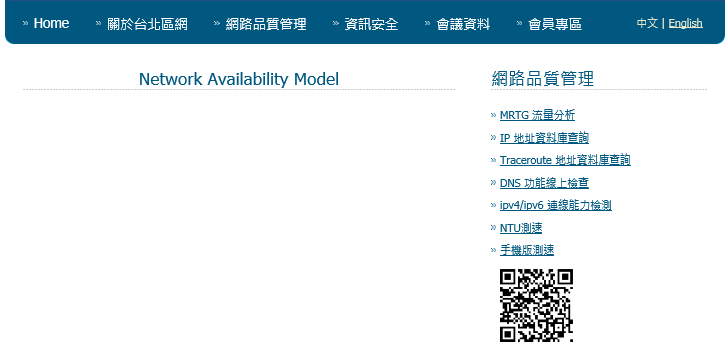 » Home » 關於台北區網 » 網路品質管理 » 資訊安全 » 會議資料 » 會員專區 中文 | English
Network Availability Model
網路品質管理
» MRTG 流量分析
» IP 地址資料庫查詢
» Traceroute 地址資料庫查詢
» DNS 功能線上檢查
» ipv4/ipv6 連線能力檢測
» NTU測速
» 手機版測速